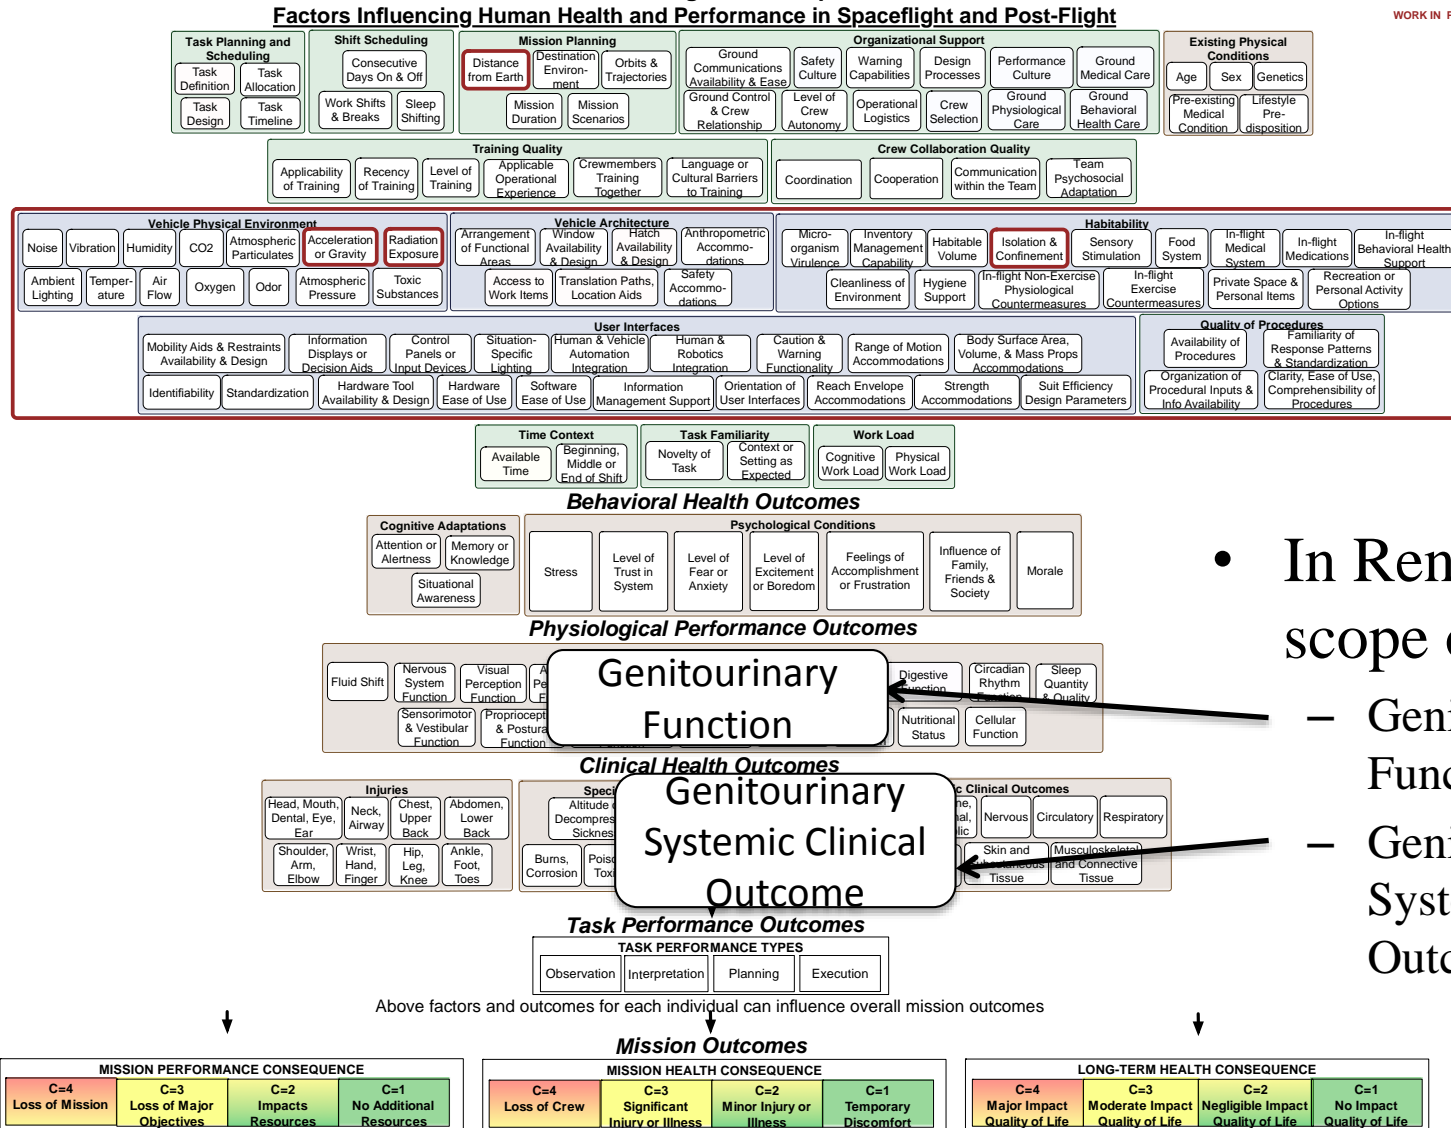 Factors Influencing Human Health and Performance in Spaceflight and Post-Flight
WORK IN
Task Planning and
Scheduling
Task
Definition
Task
Allocation
Task
Design
Task
Timeline
Shift Scheduling
Consecutive
Days On & Off
Work Shifts
& Breaks
Sleep
Shifting
Mission Planning
Distance
from Earth
Destination
Environ-
ment
Orbits &
Trajectories
Mission
Duration
Mission
Scenarios
Organizational Support
Ground
Communications
Availability & Ease
Safety
Culture
Warning
Capabilities
Design
Processes
Performance
Culture
Ground
Medical Care
Ground Control
& Crew
Relationship
Level of
Crew
Autonomy
Operational
Logistics
Crew
Selection
Ground
Physiological
Care
Ground
Behavioral
Health Care
Existing Physical
Conditions
Age
Sex
Genetics
Pre-existing
Medical
Condition
Lifestyle
Pre-
disposition
Training Quality
Applicability
of Training
Recency
of Training
Level of
Training
Applicable
Operational
Experience
Crewmembers
Training
Together
Language or
Cultural Barriers
to Training
Crew Collaboration Quality
Coordination
Cooperation
Communication
within the Team
Team
Psychosocial
Adaptation
Vehicle Physical Environment
Noise
Vibration
Humidity
CO2
Atmospheric
Particulates
Acceleration
or Gravity
Radiation
Exposure
Ambient
Lighting
Temper-
ature
Air
Flow
Oxygen
Odor
Atmospheric
Pressure
Toxic
Substances
Vehicle Architecture
Arrangement
of Functional
Areas
Window
Availability
& Design
Hatch
Availability
& Design
Anthropometric
Accommo-
dations
Access to
Work Items
Translation Paths,
Location Aids
Safety
Accommo-
dations
Habitability
Micro-
organism
Virulence
Inventory
Management
Capability
Habitable
Volume
Isolation &
Confinement
Sensory
Stimulation
Food
System
In-flight
Medical
System
In-flight
Medications
In-flight
Behavioral Health
Support
Cleanliness of
Environment
Hygiene
Support
In-flight Non-Exercise
Physiological
Countermeasures
In-flight
Exercise
Countermeasures
Private Space &
Personal Items
Recreation or
Personal Activity
Options
User Interfaces
Mobility Aids & Restraints
Availability & Design
Information
Displays or
Decision Aids
Control
Panels or
Input Devices
Situation-
Specific
Lighting
Human & Vehicle
Automation
Integration
Human &
Robotics
Integration
Caution &
Warning
Functionality
Range of Motion
Accommodations
Body Surface Area,
Volume, & Mass Props
Accommodations
Identifiability
Standardization
Hardware Tool
Availability & Design
Hardware
Ease of Use
Software
Ease of Use
Information
Management Support
Orientation of
User Interfaces
Reach Envelope
Accommodations
Strength
Accommodations
Suit Efficiency
Design Parameters
Quality of Procedures
Availability of
Procedures
Familiarity of
Response Patterns
& Standardization
Organization of
Procedural Inputs &
Info Availability
Clarity, Ease of Use,
Comprehensibility of
Procedures
Time Context
Available
Time
Beginning,
Middle or
End of Shift
Task Familiarity
Novelty of
Task
Context or
Setting as
Expected
Work Load
Cognitive
Work Load
Physical
Work Load
Behavioral Health Outcomes
Cognitive Adaptations
Attention or
Alertness
Memory or
Knowledge
Situational
Awareness
Psychological Conditions
Stress
Level of
Trust in
System
Level of
Fear or
Anxiety
Level of
Excitement
or Boredom
Feelings of
Accomplishment
or Frustration
Influence of
Family,
Friends &
Society
Morale
Physiological Performance Outcomes
Fluid Shift
Nervous
System
Function
Visual
Perception
Function
Genitourinary
Function
Digestive
Function
Circadian
Rhythm
Function
Sleep
Quantity
& Quality
Sensorimotor
& Vestibular
Function
& Postura
Function
Nutritional
Status
Cellular
Function
Clinical Health Outcomes
Injuries
Head, Mouth,
Dental, Eye,
Ear
Neck,
Airway
Chest,
Upper
Back
Abdomen,
Lower
Back
Shoulder,
Arm,
Elbow
Wrist,
Hand,
Finger
Hip,
Leg,
Knee
Ankle,
Foot,
Toes
Altitude
Burns,
Corrosion
Genitourinary
Systemic Clinical
Outcome
Clinical Outcomes
Nervous
Circulatory
Respiratory
Skin and
Subcutaneous
Tissue
Musculoskeletal
and Connective
Tissue
Task Performance Outcomes
TASK PERFORMANCE TYPES
Observation
Interpretation
Planning
Execution
Above factors and outcomes for each individual can influence overall mission outcomes
Mission Outcomes
MISSION PERFORMANCE CONSEQUENCE
C=4
Loss of Mission
C=3
Loss of Major
Objectives
C=2
Impacts
Resources
C=1
No Additional
Resources
MISSION HEALTH CONSEQUENCE
C=4
Loss of Crew
C=3
Significant
Injury or Illness
C=2
Minor Injury or
Illness
C=1
Temporary
Discomfort
LONG-TERM HEALTH CONSEQUENCE
C=4
Major Impact
Quality of Life
C=3
Moderate Impact
Quality of Life
C=2
Negligible Impact
Quality of Life
C=1
No Impact
Quality of Life
• In Ren
scope
– Geni
Func
– Geni
Syst
Outc